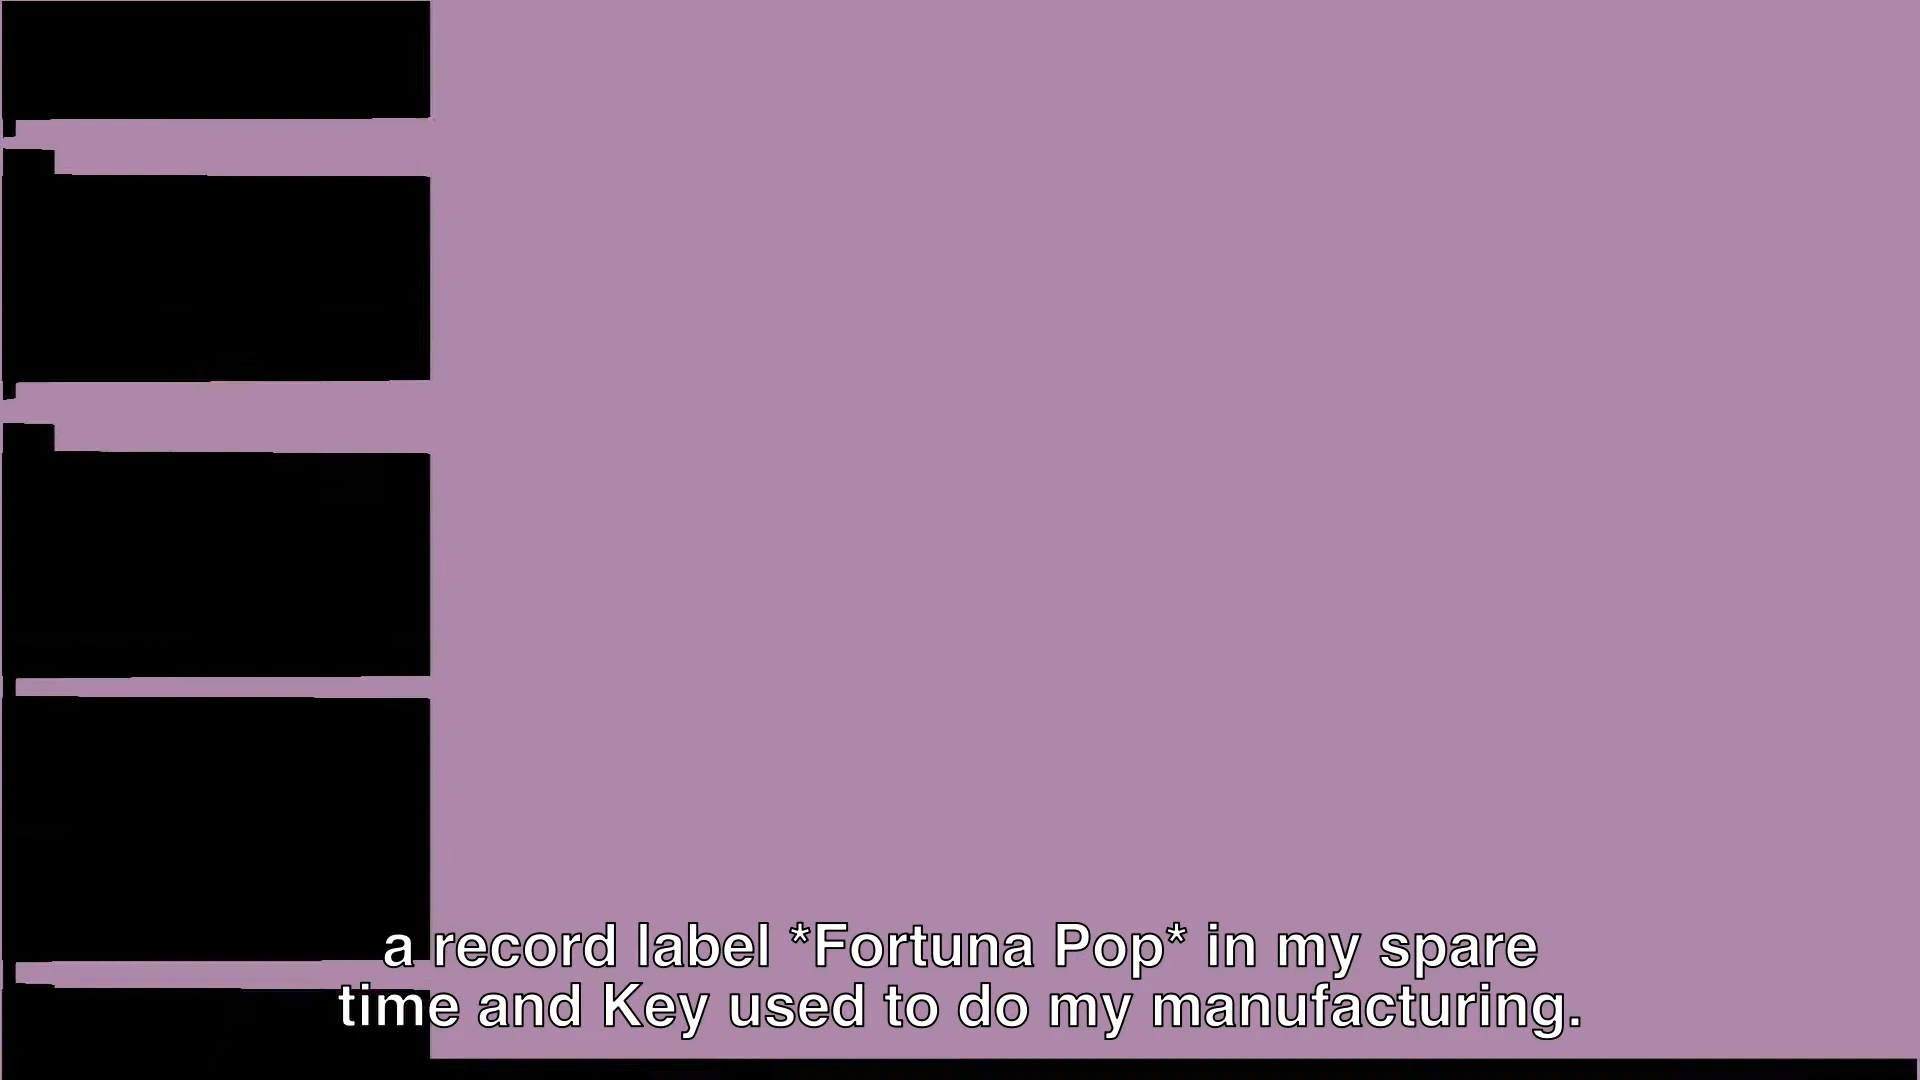 a record label *Fortuna Pop* in my spare
time and Key used to do my manufacturing.